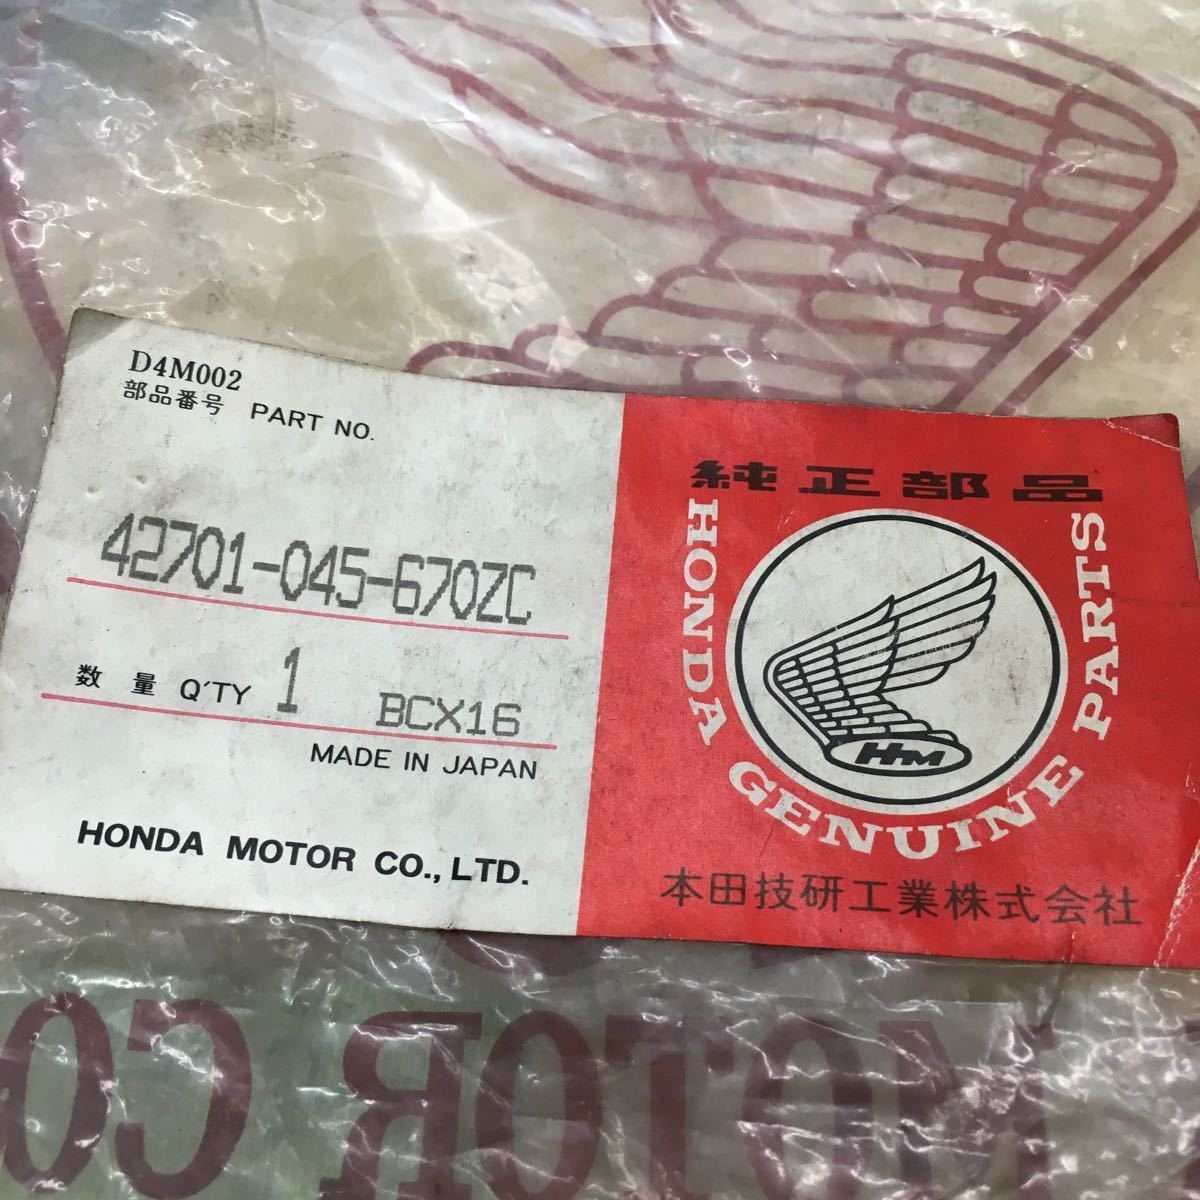 D4M002
部品番号 PART NO.
42701-045-670ZC
数量 Q'TY 1 BCX16
MADE IN JAPAN
HONDA MOTOR CO., LTD.
純正部品
HONDA GENUINE PARTS
HM
本田技研工業株式会社
MOTOR CO